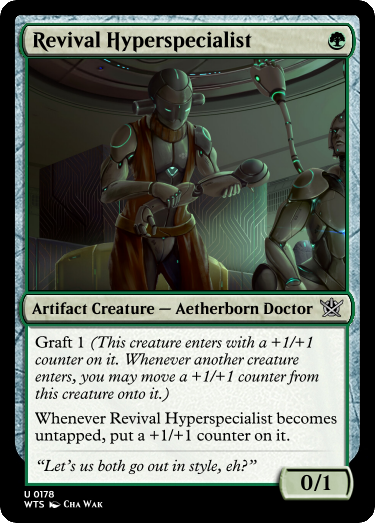 Revival Hyperspecialist
Artifact Creature — Aetherborn Doctor
Graft 1 (This creature enters with a +1/+1
counter on it. Whenever another creature
enters, you may move a +1/+1 counter from
this creature onto it.)
Whenever Revival Hyperspecialist becomes
untapped, put a +1/+1 counter on it.
“Let’s us both go out in style, eh?”
0/1
U 0178
WTS Cha Wak